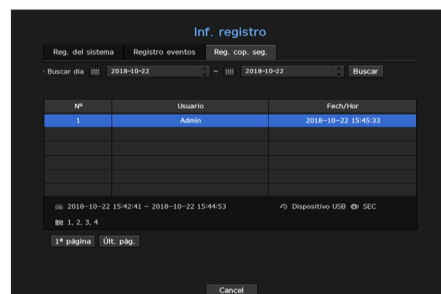 Inf. registro
Reg. del sistema Registro eventos Reg. cop. seg.
· Buscar día 2018-10-22 ~ 2018-10-22 Buscar
Nº Usuario Fech/Hor
1 Admin 2018-10-22 15:45:33
2018-10-22 15:42:41 ~ 2018-10-22 15:44:53 Dispositivo USB SEC
1, 2, 3, 4
1ª página Últ. pág.
Cancel